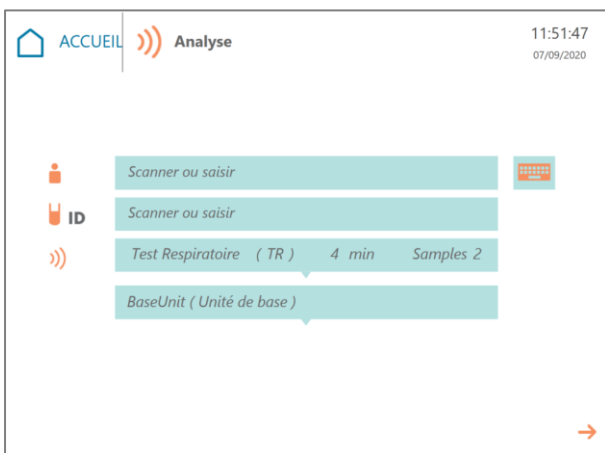 ACCUEIL Analyse 11:51:47
07/09/2020
Scanner ou saisir
ID Scanner ou saisir
Test Respiratoire ( TR ) 4 min Samples 2
BaseUnit ( Unité de base )